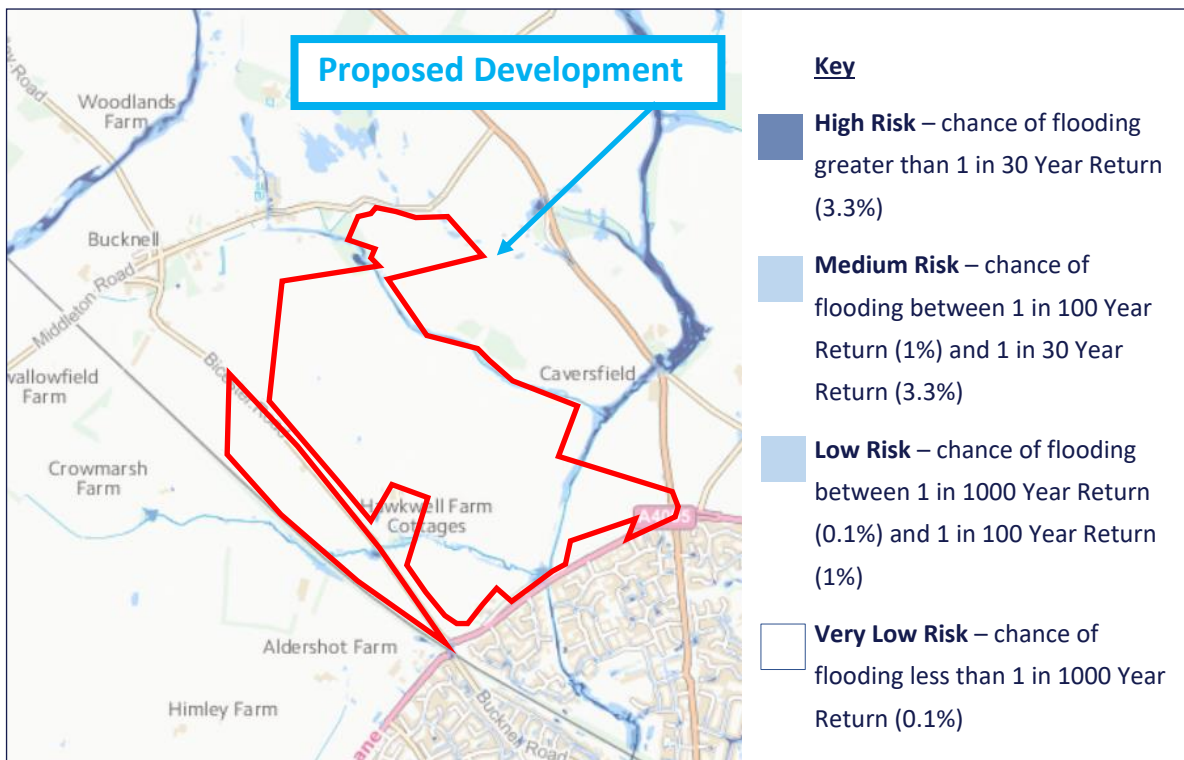 Proposed Development
Woodlands
Farm
Road
Bucknell
Middleton Road
Caversfield
Farm
Crowmarsh
Farm
Hawkwell Farm
Cottages
Aldershot Farm
Himley Farm
Bucknell Road
Key
High Risk – chance of flooding
greater than 1 in 30 Year Return
(3.3%)
Medium Risk – chance of
flooding between 1 in 100 Year
Return (1%) and 1 in 30 Year
Return (3.3%)
Low Risk – chance of flooding
between 1 in 1000 Year Return
(0.1%) and 1 in 100 Year Return
(1%)
Very Low Risk – chance of
flooding less than 1 in 1000 Year
Return (0.1%)